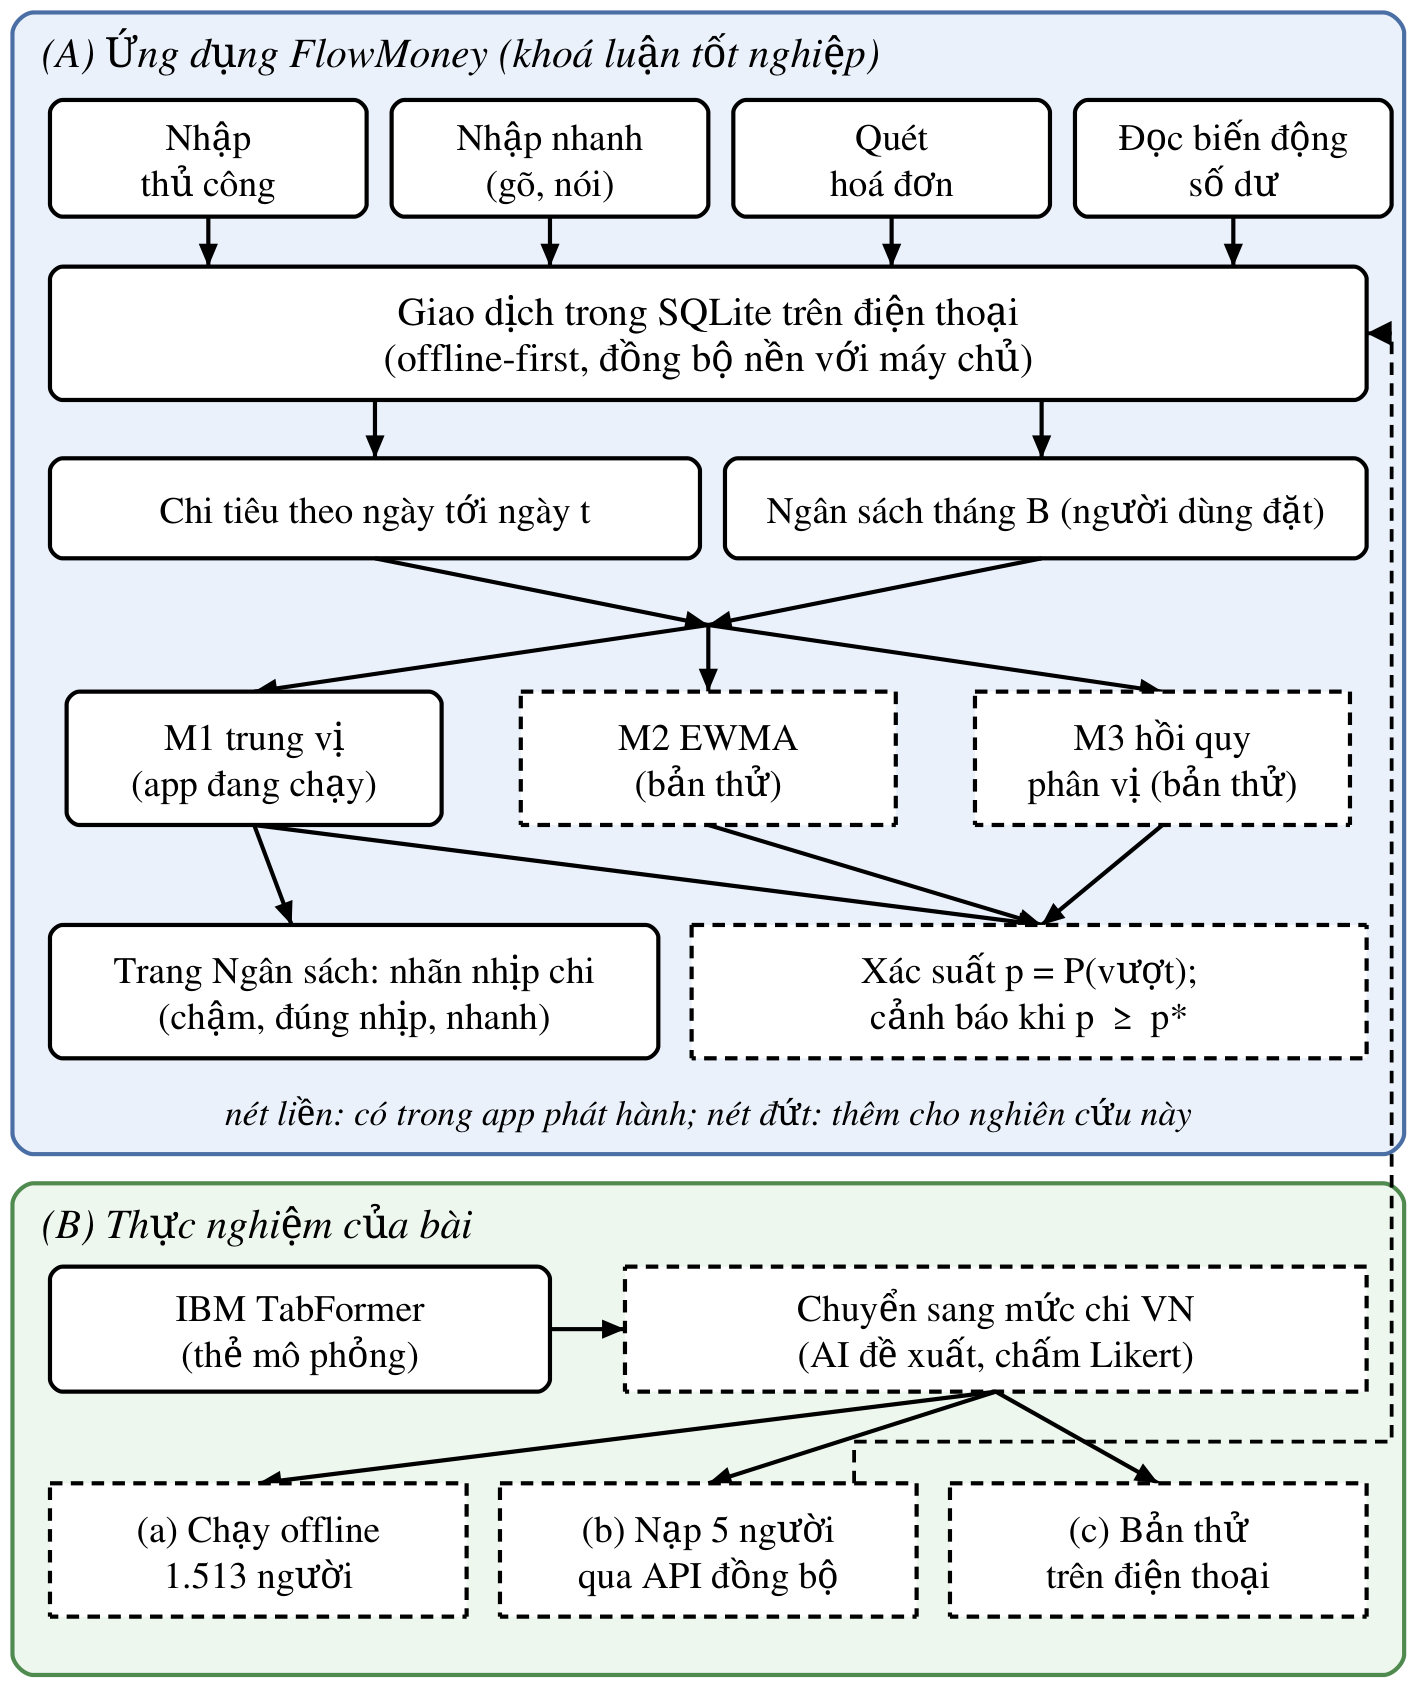 (A) Ứng dụng FlowMoney (khoá luận tốt nghiệp)
Nhập
thủ công
Nhập nhanh
(gõ, nói)
Quét
hoá đơn
Đọc biến động
số dư
Giao dịch trong SQLite trên điện thoại
(offline-first, đồng bộ nền với máy chủ)
Chi tiêu theo ngày tới ngày t
Ngân sách tháng B (người dùng đặt)
M1 trung vị
(app đang chạy)
M2 EWMA
(bản thử)
M3 hồi quy
phân vị (bản thử)
Trang Ngân sách: nhãn nhịp chi
(chậm, đúng nhịp, nhanh)
Xác suất p = P(vượt);
cảnh báo khi p ≥ p*
nét liền: có trong app phát hành; nét đứt: thêm cho nghiên cứu này
(B) Thực nghiệm của bài
IBM TabFormer
(thẻ mô phỏng)
Chuyển sang mức chi VN
(AI đề xuất, chấm Likert)
(a) Chạy offline
1.513 người
(b) Nạp 5 người
qua API đồng bộ
(c) Bản thử
trên điện thoại